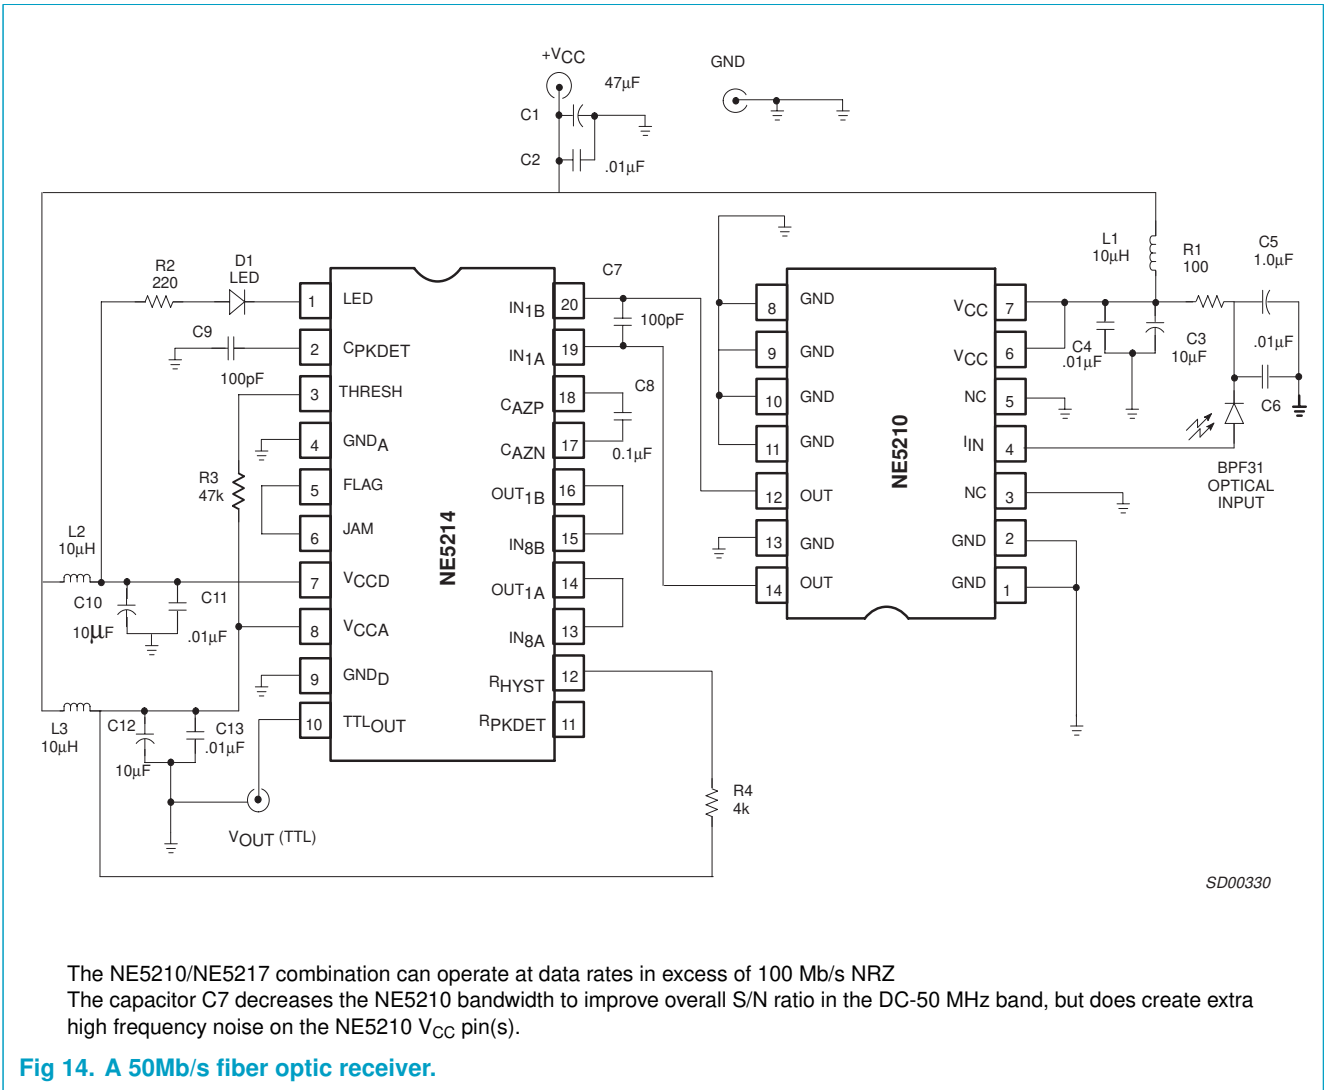 +VCC
GND
47µF
C1
C2
.01µF
R2
220
D1
LED
C7
L1
10µH
R1
100
C5
1.0µF
1
LED
IN1B
20
100pF
8
GND
VCC
7
C9
2
CPKDET
IN1A
19
9
GND
VCC
6
C4
.01µF
C3
10µF
.01µF
100pF
3
THRESH
CAZP
18
C8
10
GND
NC
5
C6
4
GNDA
CAZN
17
0.1µF
11
GND
IIN
4
R3
47k
5
FLAG
OUT1B
16
12
OUT
NC
3
BPF31
OPTICAL
INPUT
NE5214
NE5210
L2
10µH
6
JAM
IN8B
15
13
GND
GND
2
7
VCCD
OUT1A
14
14
OUT
GND
1
C10
10µF
C11
.01µF
8
VCCA
IN8A
13
9
GNDD
RHYST
12
L3
10µH
C12
10µF
C13
.01µF
10
TTLOUT
RPKDET
11
R4
4k
VOUT (TTL)
SD00330
The NE5210/NE5217 combination can operate at data rates in excess of 100 Mb/s NRZ
The capacitor C7 decreases the NE5210 bandwidth to improve overall S/N ratio in the DC-50 MHz band, but does create extra
high frequency noise on the NE5210 VCC pin(s).
Fig 14. A 50Mb/s fiber optic receiver.